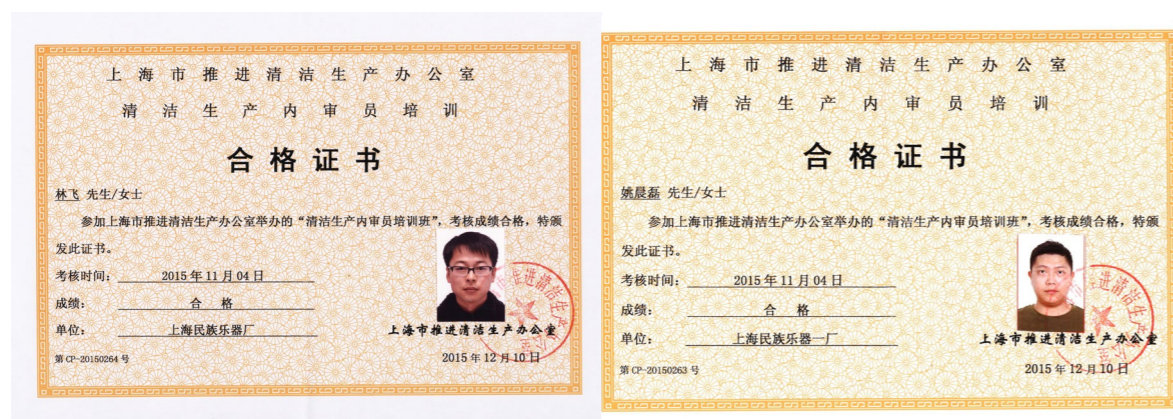 上海市推进清洁生产办公室
清洁生产内审员培训
合格证书
林飞 先生/女士
参加上海市推进清洁生产办公室举办的“清洁生产内审员培训班”，考核成绩合格，特颁
发此证书。
考核时间： 2015年11月04日
成绩： 合 格
单位： 上海民族乐器厂
上海市推进清洁生产办公室
第CP-20150264号
2015年12月10日
上海市推进清洁生产办公室
清洁生产内审员培训
合格证书
姚晨磊 先生/女士
参加上海市推进清洁生产办公室举办的“清洁生产内审员培训班”，考核成绩合格，特颁
发此证书。
考核时间： 2015年11月04日
成绩： 合 格
单位： 上海民族乐器一厂
上海市推进清洁生产办公室
第CP-20150263号
2015年12月10日